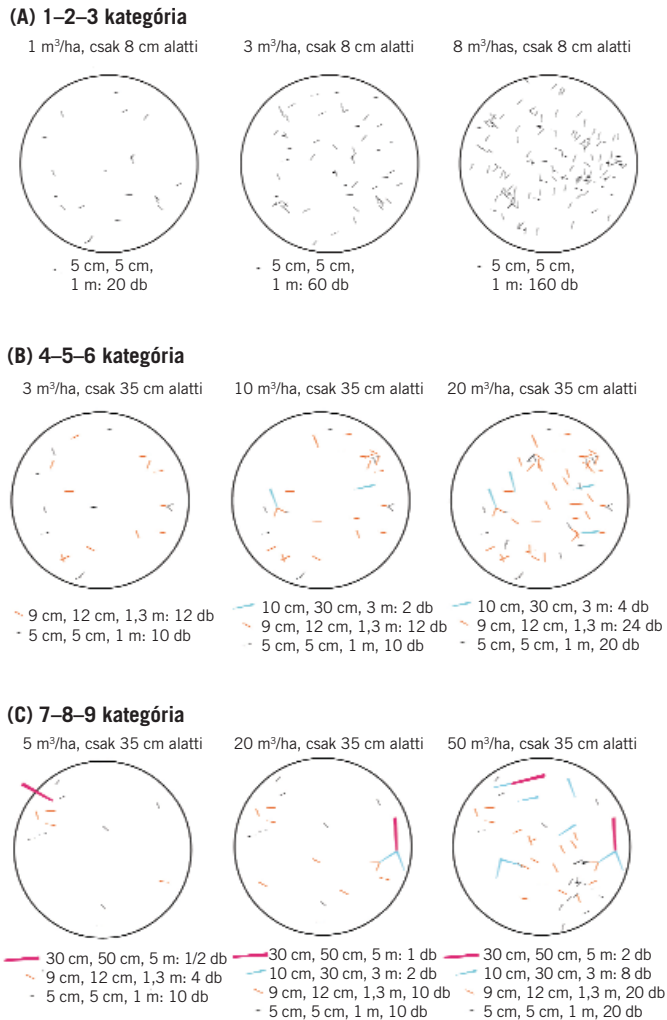 (A) 1–2–3 kategória
1 m³/ha, csak 8 cm alatti
3 m³/ha, csak 8 cm alatti
8 m³/has, csak 8 cm alatti
5 cm, 5 cm,
1 m: 20 db
5 cm, 5 cm,
1 m: 60 db
5 cm, 5 cm,
1 m: 160 db
(B) 4–5–6 kategória
3 m³/ha, csak 35 cm alatti
10 m³/ha, csak 35 cm alatti
20 m³/ha, csak 35 cm alatti
9 cm, 12 cm, 1,3 m: 12 db
5 cm, 5 cm, 1 m: 10 db
10 cm, 30 cm, 3 m: 2 db
9 cm, 12 cm, 1,3 m: 12 db
5 cm, 5 cm, 1 m, 10 db
10 cm, 30 cm, 3 m: 4 db
9 cm, 12 cm, 1,3 m: 24 db
5 cm, 5 cm, 1 m, 20 db
(C) 7–8–9 kategória
5 m³/ha, csak 35 cm alatti
20 m³/ha, csak 35 cm alatti
50 m³/ha, csak 35 cm alatti
30 cm, 50 cm, 5 m: 1/2 db
9 cm, 12 cm, 1,3 m: 4 db
5 cm, 5 cm, 1 m: 10 db
30 cm, 50 cm, 5 m: 1 db
10 cm, 30 cm, 3 m: 2 db
9 cm, 12 cm, 1,3 m, 10 db
5 cm, 5 cm, 1 m, 10 db
30 cm, 50 cm, 5 m: 2 db
10 cm, 30 cm, 3 m: 8 db
9 cm, 12 cm, 1,3 m, 20 db
5 cm, 5 cm, 1 m, 20 db